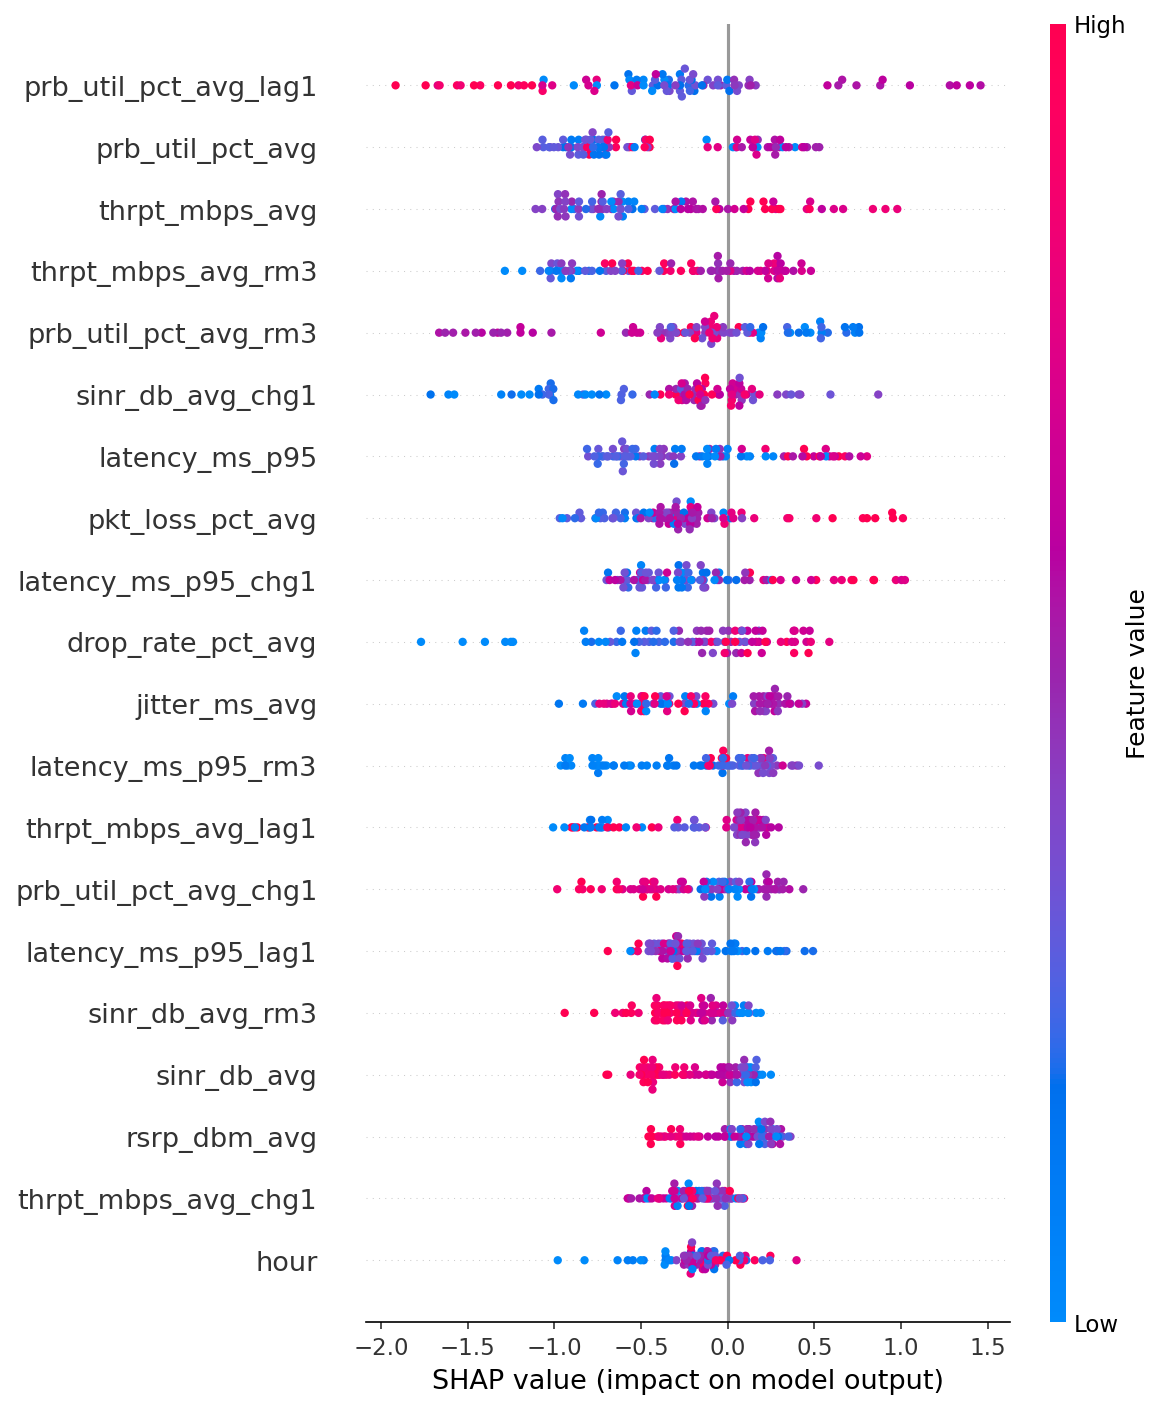 High
prb_util_pct_avg_lag1
prb_util_pct_avg
thrpt_mbps_avg
thrpt_mbps_avg_rm3
prb_util_pct_avg_rm3
sinr_db_avg_chg1
latency_ms_p95
pkt_loss_pct_avg
latency_ms_p95_chg1
drop_rate_pct_avg
jitter_ms_avg
latency_ms_p95_rm3
thrpt_mbps_avg_lag1
prb_util_pct_avg_chg1
latency_ms_p95_lag1
sinr_db_avg_rm3
sinr_db_avg
rsrp_dbm_avg
thrpt_mbps_avg_chg1
hour
Feature value
Low
−2.0 −1.5 −1.0 −0.5 0.0 0.5 1.0 1.5
SHAP value (impact on model output)